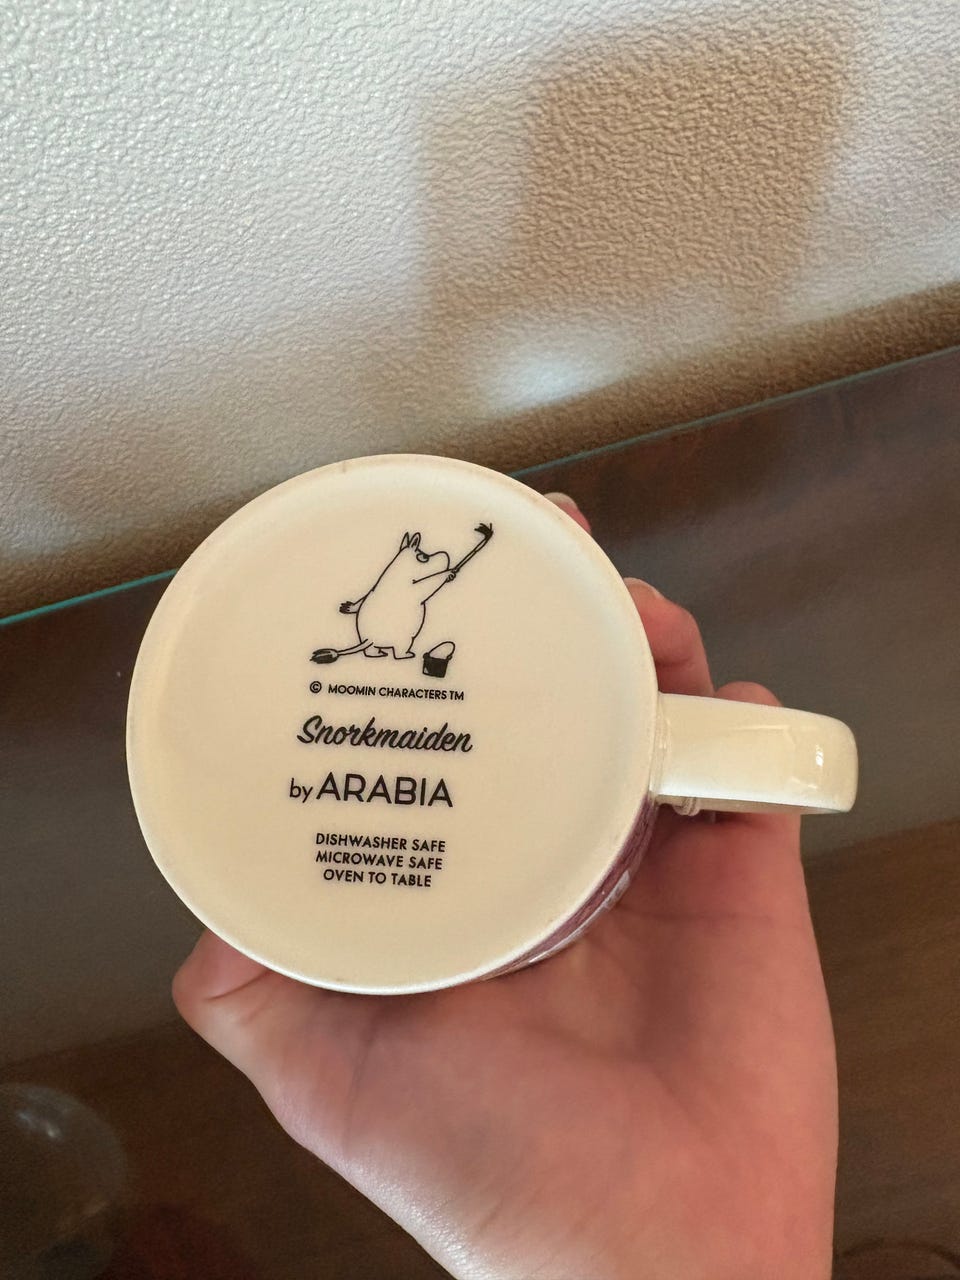 © MOOMIN CHARACTERS TM
Snorkmaiden
by ARABIA
DISHWASHER SAFE
MICROWAVE SAFE
OVEN TO TABLE